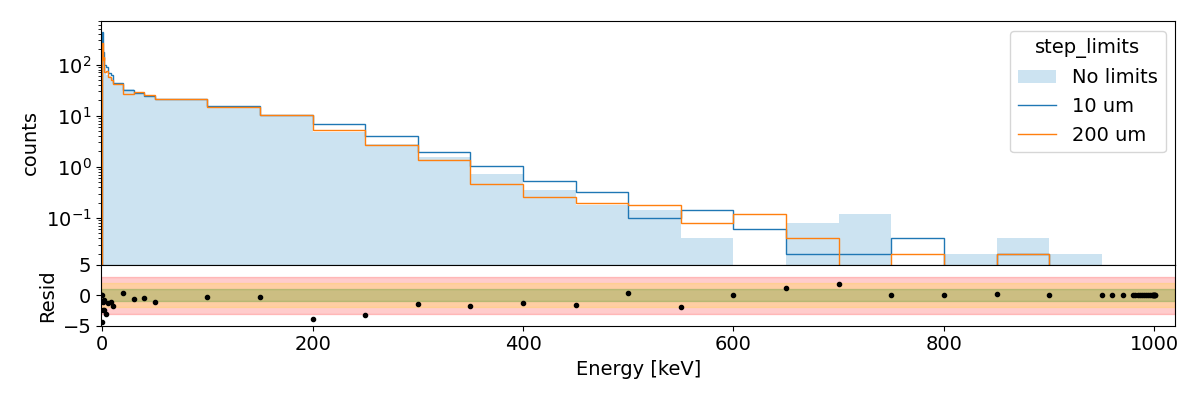 step_limits
No limits
10 um
200 um
counts
10²
10¹
10⁰
10⁻¹
Resid
5
0
−5
0 200 400 600 800 1000
Energy [keV]